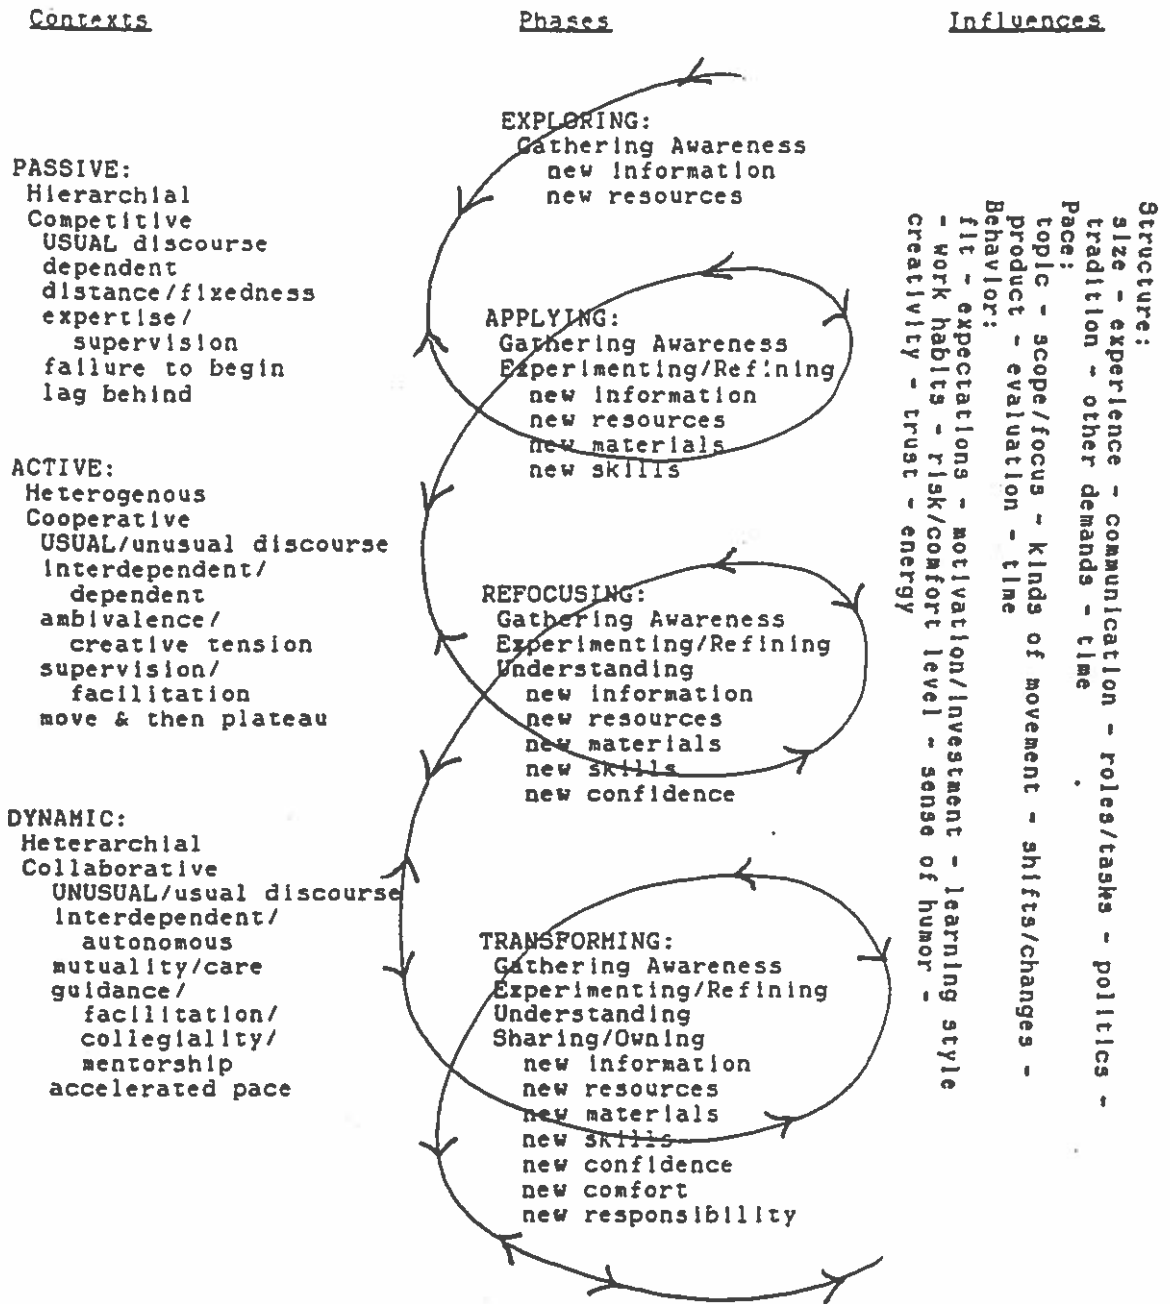 Contexts
Phases
Influences
PASSIVE:
Hierarchial
Competitive
USUAL discourse
dependent
distance/fixedness
expertise/
supervision
failure to begin
lag behind
ACTIVE:
Heterogenous
Cooperative
USUAL/unusual discourse
interdependent/
dependent
ambivalence/
creative tension
supervision/
facilitation
move & then plateau
DYNAMIC:
Heterarchial
Collaborative
UNUSUAL/usual discourse
interdependent/
autonomous
mutuality/care
guidance/
facilitation/
collegiality/
mentorship
accelerated pace
EXPLORING:
Gathering Awareness
new information
new resources
APPLYING:
Gathering Awareness
Experimenting/Refining
new information
new resources
new materials
new skills
REFOCUSING:
Gathering Awareness
Experimenting/Refining
Understanding
new information
new resources
new materials
new skills
new confidence
TRANSFORMING:
Gathering Awareness
Experimenting/Refining
Understanding
Sharing/Owning
new information
new resources
new materials
new skills
new confidence
new comfort
new responsibility
Structure:
size - experience - communication - roles/tasks - politics -
tradition - other demands - time
Pace:
topic - scope/focus - kinds of movement - shifts/changes -
product - evaluation - time
Behavior:
fit - expectations - motivation/investment - learning style
- work habits - risk/comfort level - sense of humor -
creativity - trust - energy